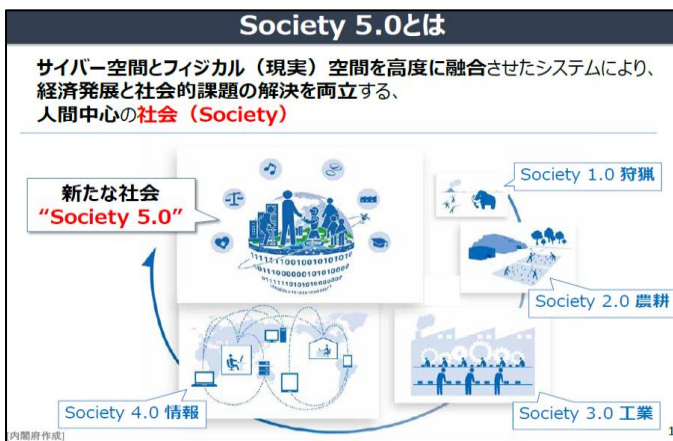 Society 5.0とは
サイバー空間とフィジカル（現実）空間を高度に融合させたシステムにより、
経済発展と社会的課題の解決を両立する、
人間中心の社会（Society）
新たな社会
“Society 5.0”
Society 1.0 狩猟
Society 2.0 農耕
Society 3.0 工業
Society 4.0 情報
[内閣府作成]
1